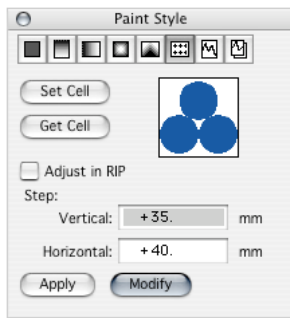 Paint Style
Set Cell
Get Cell
Adjust in RIP
Step:
Vertical: +35. mm
Horizontal: +40. mm
Apply Modify